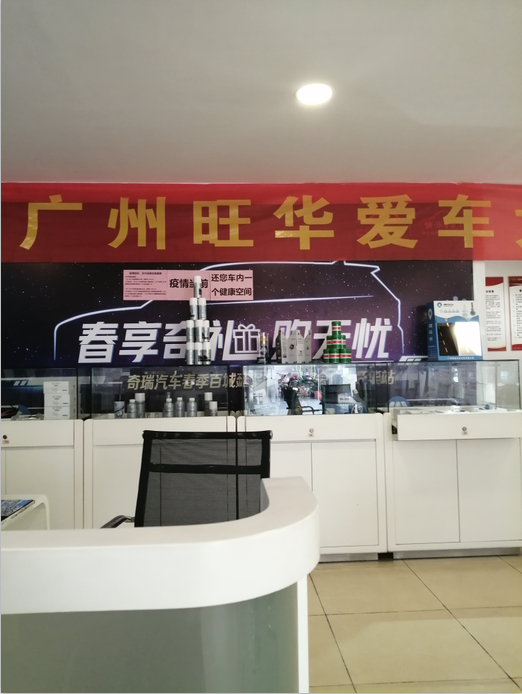 广州旺华爱车
疫情当前
还您车内一
个健康空间
春享奇礼 购无忧
奇瑞汽车春季百城